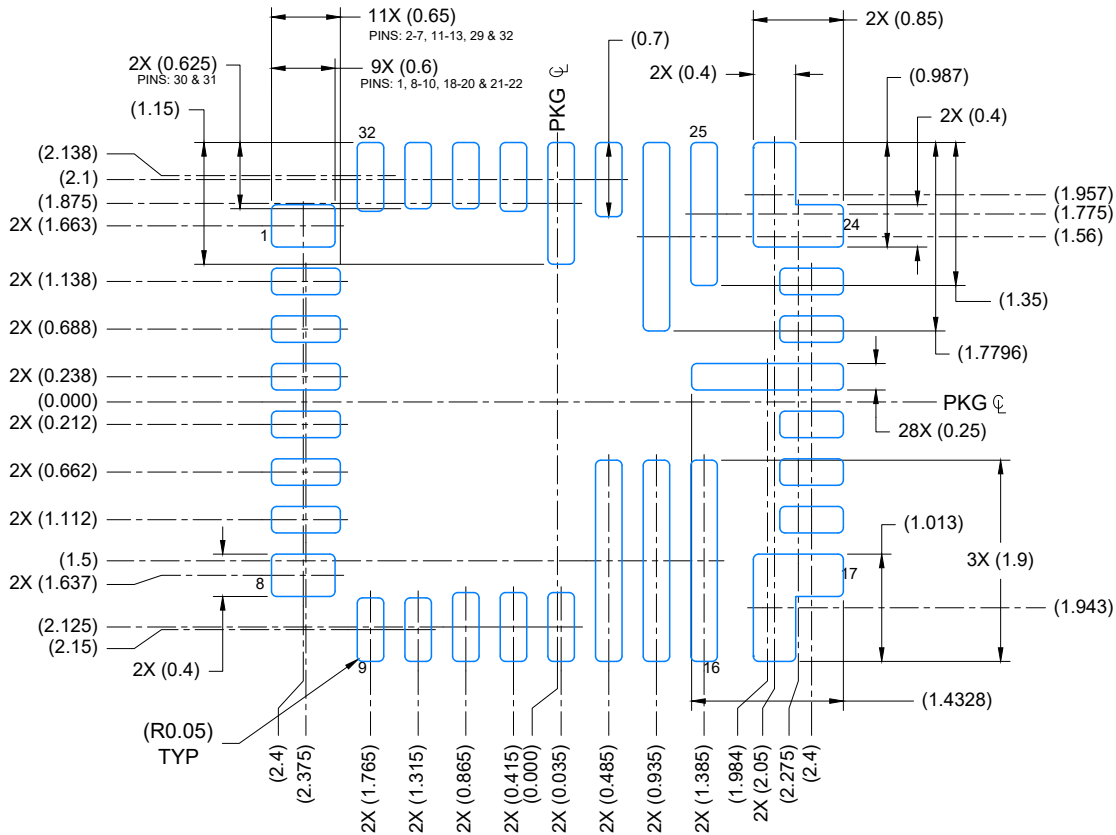 11X (0.65)
PINS: 2-7, 11-13, 29 & 32
2X (0.85)
(0.7)
2X (0.625)
PINS: 30 & 31
9X (0.6)
PINS: 1, 8-10, 18-20 & 21-22
2X (0.4)
(0.987)
(1.15)
PKG ℄
2X (0.4)
32
25
(2.138)
(2.1)
(1.875)
2X (1.663)
1
24
(1.957)
(1.775)
(1.56)
2X (1.138)
(1.35)
2X (0.688)
(1.7796)
2X (0.238)
(0.000)
PKG ℄
2X (0.212)
28X (0.25)
2X (0.662)
2X (1.112)
(1.013)
(1.5)
3X (1.9)
2X (1.637)
8
17
(1.943)
(2.125)
(2.15)
2X (0.4)
9
16
(1.4328)
(R0.05)
TYP
(2.4)
(2.375)
2X (1.765)
2X (1.315)
2X (0.865)
2X (0.415)
(0.000)
2X (0.035)
2X (0.485)
2X (0.935)
2X (1.385)
(1.984)
2X (2.05)
(2.275)
(2.4)